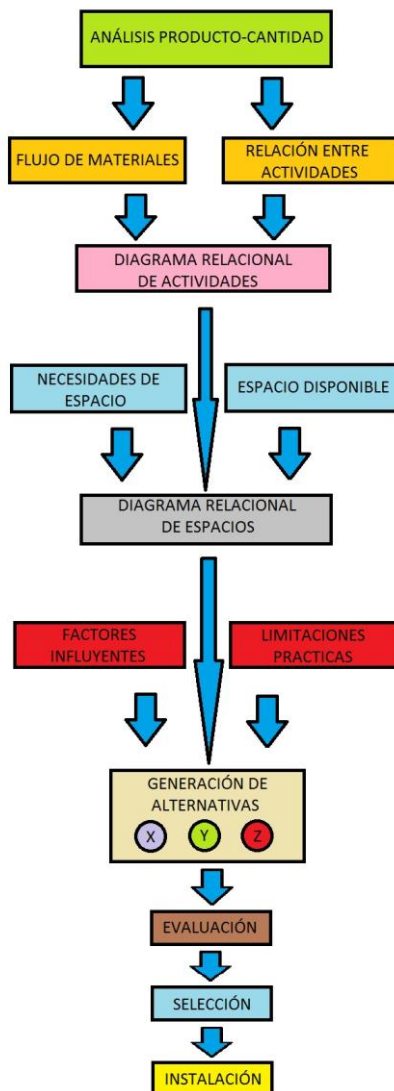 ANÁLISIS PRODUCTO-CANTIDAD
FLUJO DE MATERIALES
RELACIÓN ENTRE
ACTIVIDADES
DIAGRAMA RELACIONAL
DE ACTIVIDADES
NECESIDADES DE
ESPACIO
ESPACIO DISPONIBLE
DIAGRAMA RELACIONAL
DE ESPACIOS
FACTORES
INFLUYENTES
LIMITACIONES
PRACTICAS
GENERACIÓN DE
ALTERNATIVAS
X Y Z
EVALUACIÓN
SELECCIÓN
INSTALACIÓN